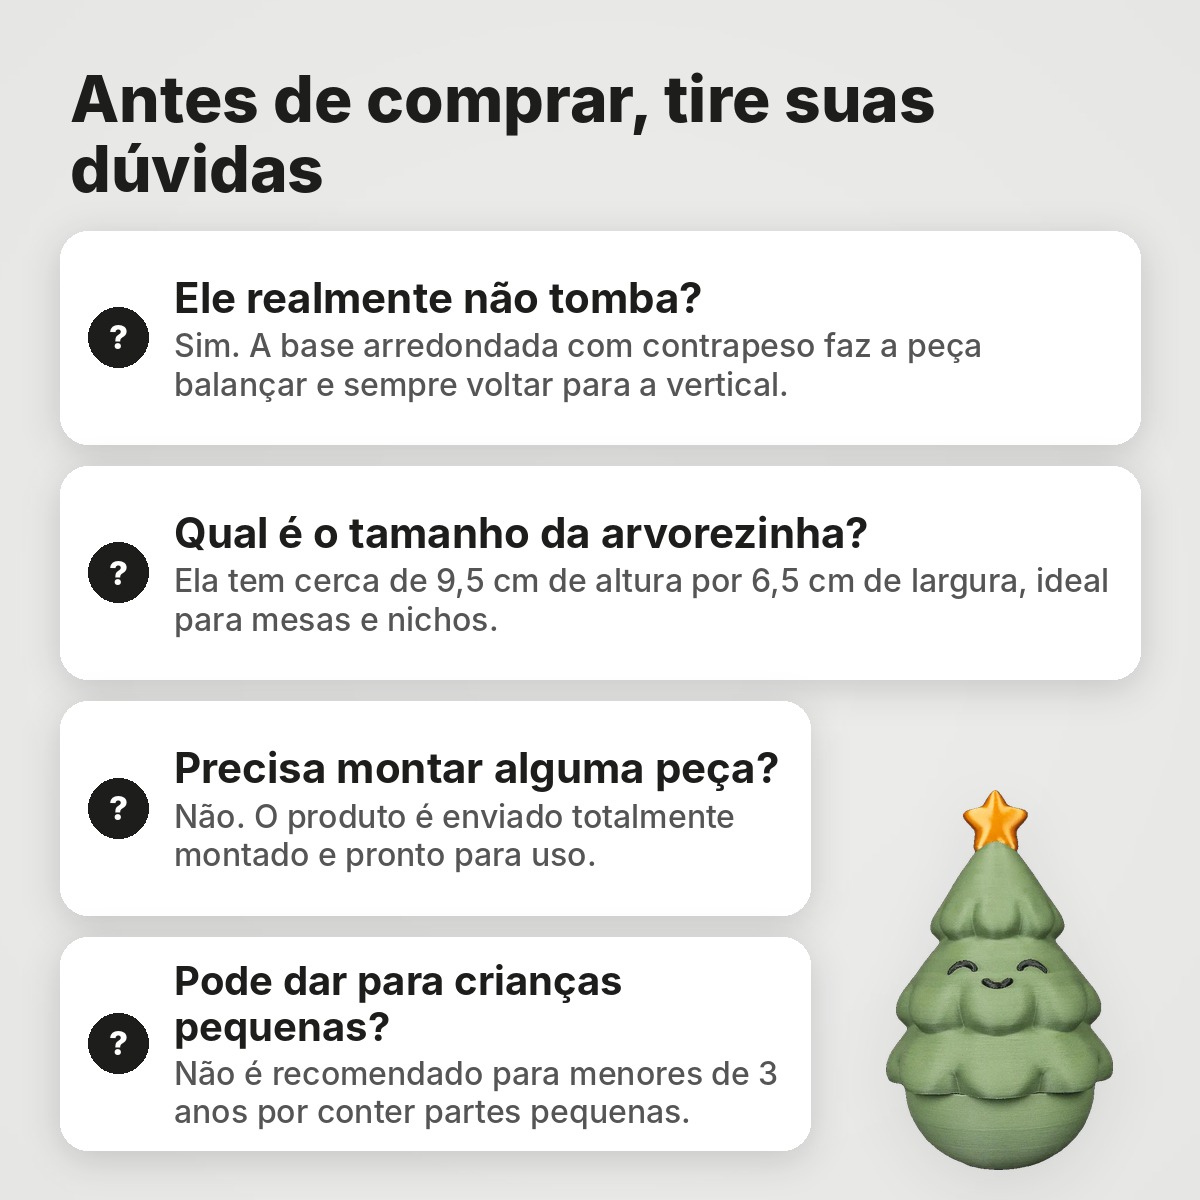 Antes de comprar, tire suas
dúvidas
?
Ele realmente não tomba?
Sim. A base arredondada com contrapeso faz a peça
balançar e sempre voltar para a vertical.
?
Qual é o tamanho da arvorezinha?
Ela tem cerca de 9,5 cm de altura por 6,5 cm de largura, ideal
para mesas e nichos.
?
Precisa montar alguma peça?
Não. O produto é enviado totalmente
montado e pronto para uso.
?
Pode dar para crianças
pequenas?
Não é recomendado para menores de 3
anos por conter partes pequenas.